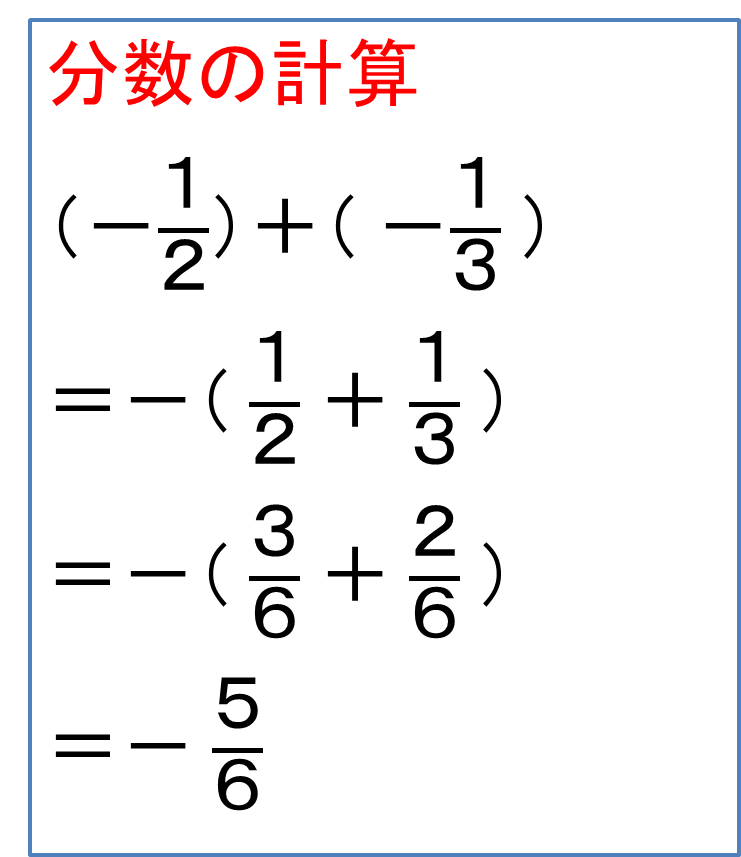 分数の計算
(−1/2)+(−1/3)
=−(1/2+1/3)
=−(3/6+2/6)
=−5/6